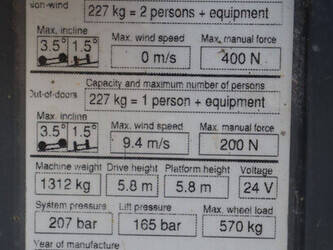 227 kg = 2 persons + equipment
Max. incline Max. wind speed Max. manual force
3.5° 1.5° 0 m/s 400 N
Capacity and maximum number of persons
Out-of-doors 227 kg = 1 person + equipment
Max. incline Max. wind speed Max. manual force
3.5° 1.5° 9.4 m/s 200 N
Machine weight Drive height Platform height Voltage
1312 kg 5.8 m 5.8 m 24 V
System pressure Lift pressure Max. wheel load
207 bar 165 bar 570 kg
Year of manufacture